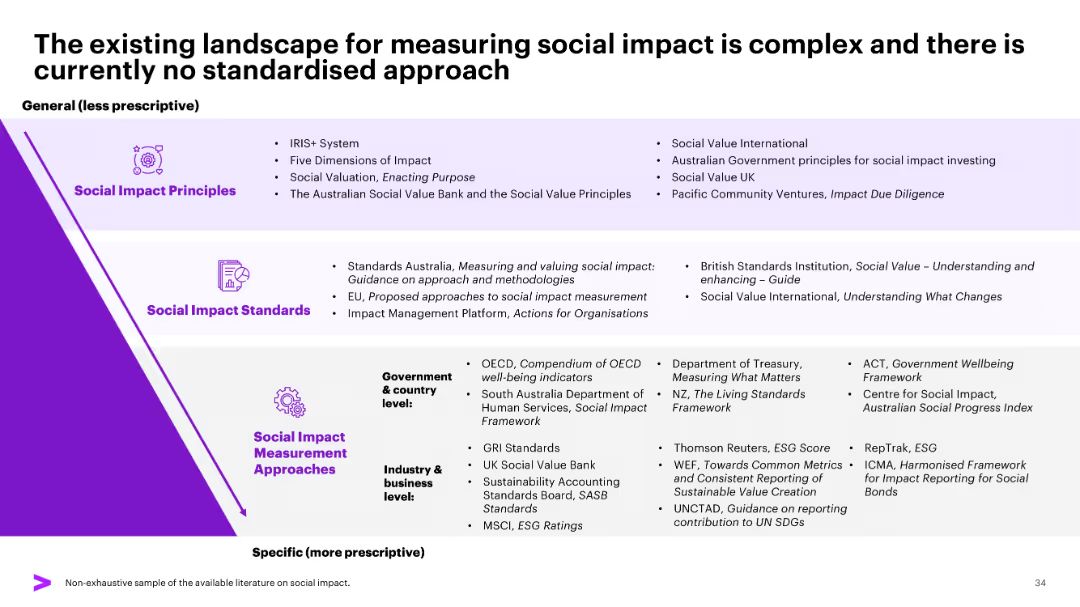 The existing landscape for measuring social impact is complex and there is
currently no standardised approach
General (less prescriptive)
Social Impact Principles
• IRIS+ System
• Five Dimensions of Impact
• Social Valuation, Enacting Purpose
• The Australian Social Value Bank and the Social Value Principles
• Social Value International
• Australian Government principles for social impact investing
• Social Value UK
• Pacific Community Ventures, Impact Due Diligence
Social Impact Standards
• Standards Australia, Measuring and valuing social impact:
Guidance on approach and methodologies
• EU, Proposed approaches to social impact measurement
• Impact Management Platform, Actions for Organisations
• British Standards Institution, Social Value – Understanding and
enhancing – Guide
• Social Value International, Understanding What Changes
Social Impact
Measurement
Approaches
Government
& country
level:
• OECD, Compendium of OECD
well-being indicators
• South Australia Department of
Human Services, Social Impact
Framework
• Department of Treasury,
Measuring What Matters
• NZ, The Living Standards
Framework
• ACT, Government Wellbeing
Framework
• Centre for Social Impact,
Australian Social Progress Index
Industry &
business
level:
• GRI Standards
• UK Social Value Bank
• Sustainability Accounting
Standards Board, SASB
Standards
• MSCI, ESG Ratings
• Thomson Reuters, ESG Score
• WEF, Towards Common Metrics
and Consistent Reporting of
Sustainable Value Creation
• UNCTAD, Guidance on reporting
contribution to UN SDGs
• RepTrak, ESG
• ICMA, Harmonised Framework
for Impact Reporting for Social
Bonds
Specific (more prescriptive)
Non-exhaustive sample of the available literature on social impact.
34